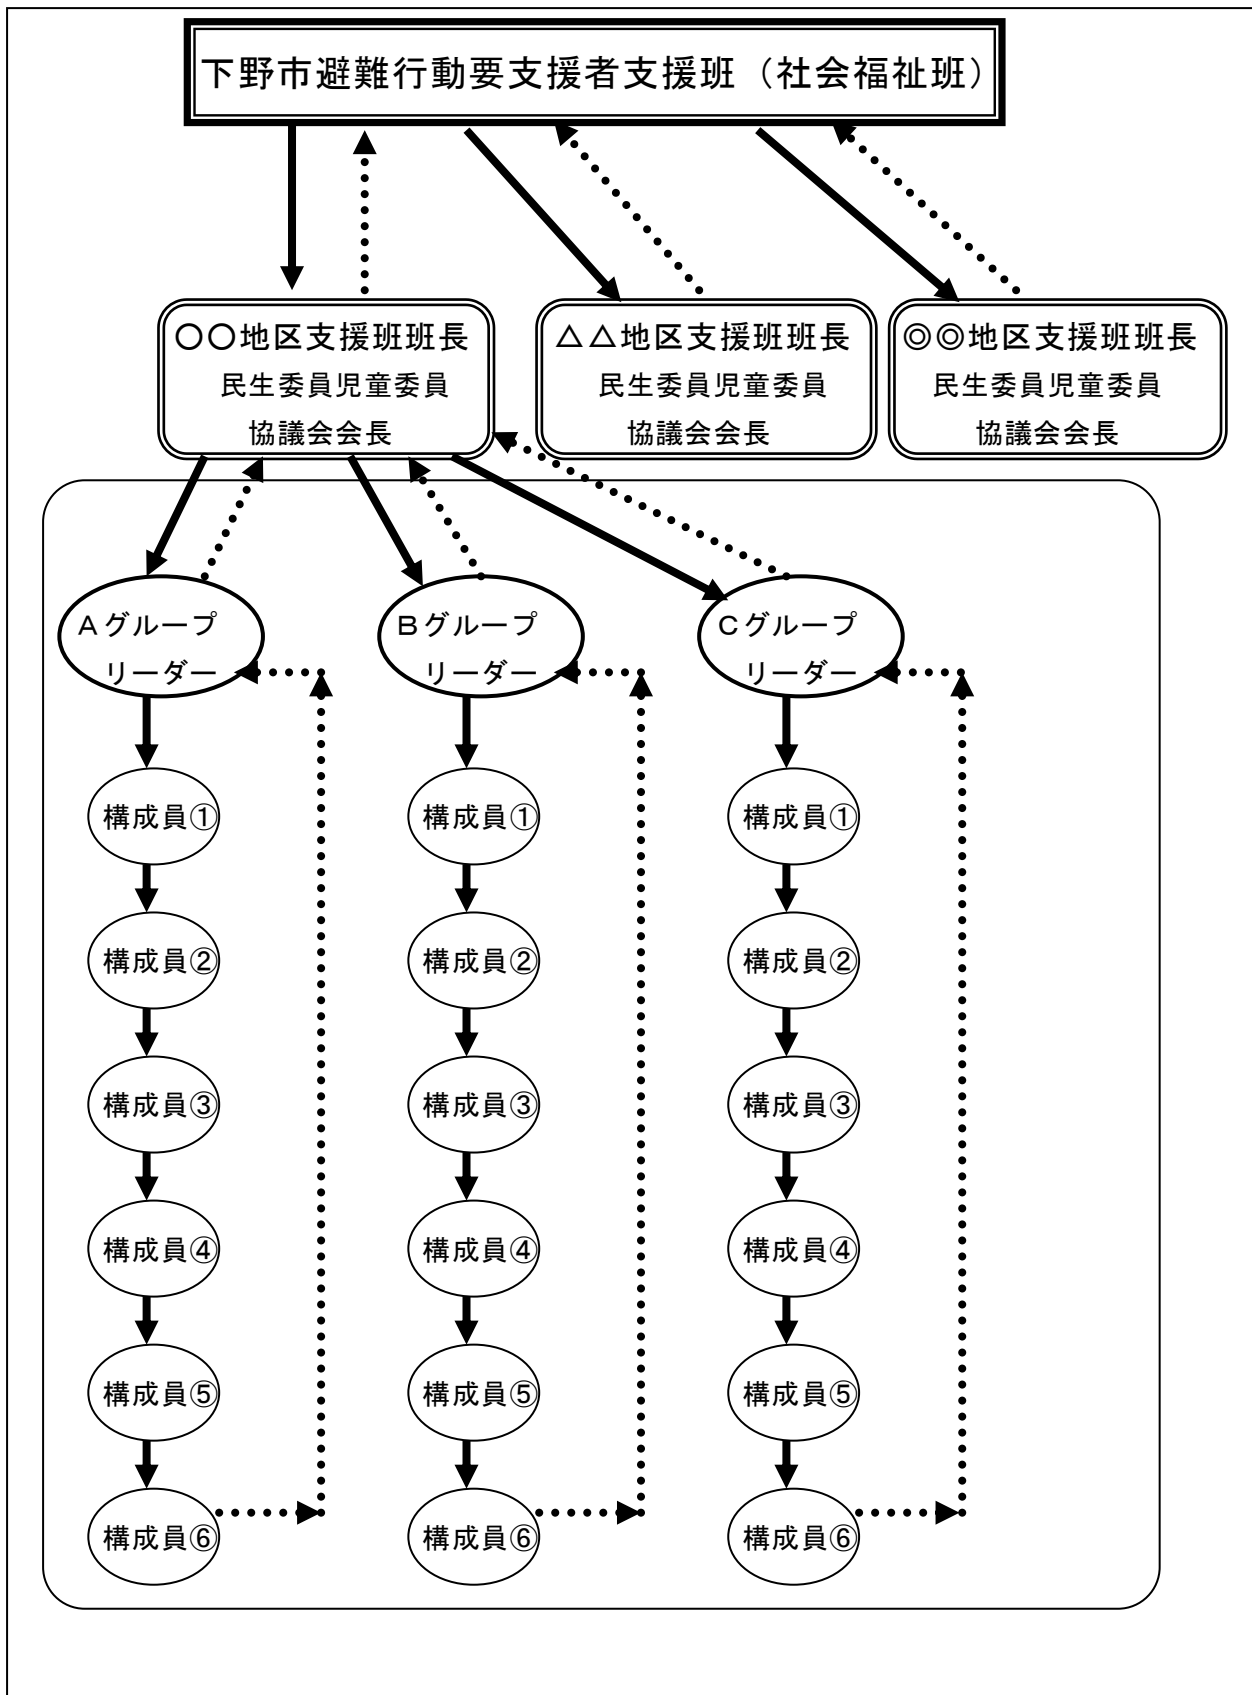 下野市避難行動要支援者支援班（社会福祉班）
〇〇地区支援班班長
民生委員児童委員
協議会会長
△△地区支援班班長
民生委員児童委員
協議会会長
◎◎地区支援班班長
民生委員児童委員
協議会会長
Ａグループ
リーダー
Ｂグループ
リーダー
Ｃグループ
リーダー
構成員①
構成員①
構成員①
構成員②
構成員②
構成員②
構成員③
構成員③
構成員③
構成員④
構成員④
構成員④
構成員⑤
構成員⑤
構成員⑤
構成員⑥
構成員⑥
構成員⑥